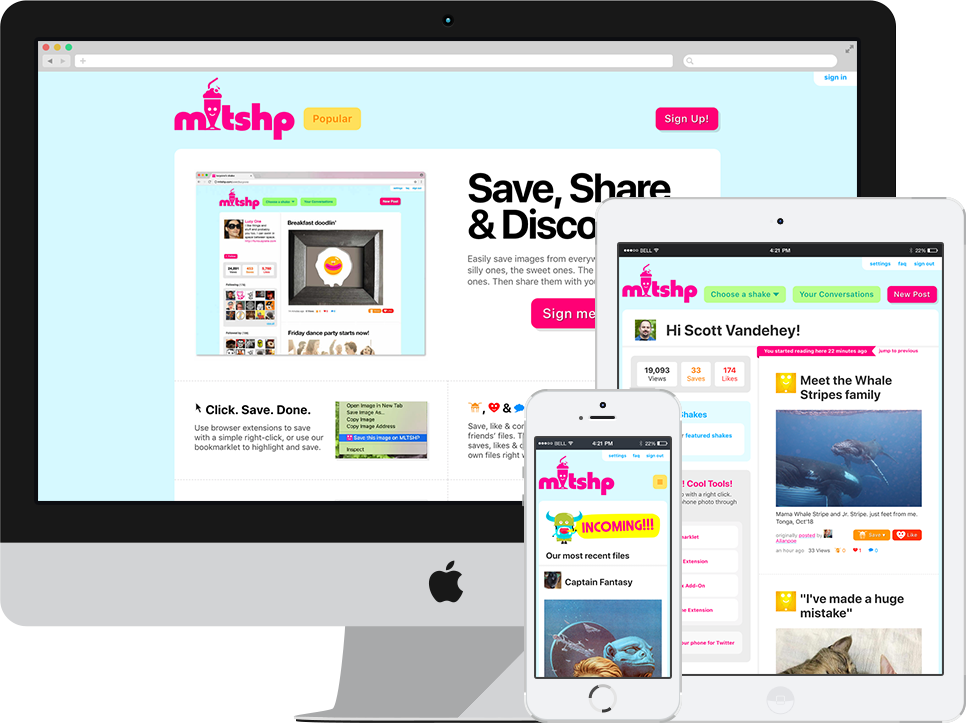 sign in
mltshp
Popular
Sign Up!
mltshp
Choose a shake
Your Conversations
New Post
Breakfast doodlin'
Friday dance party starts now!
Save, Share
& Disco
Easily save images from everyw
silly ones, the sweet ones. The
ones. Then share them with you
Sign me
Click. Save. Done.
Use browser extensions to save
with a simple right-click, or use our
bookmarklet to highlight and save.
Open Image in New Tab
Save Image As...
Copy Image
Copy Image Address
Save this image on MLTSHP
Inspect
, &
Save, like & co
friends' files. T
saves, likes & c
own files right
BELL
4:21 PM
22%
settings faq sign out
mltshp
Choose a shake
Your Conversations
New Post
Hi Scott Vandehey!
You started reading here 22 minutes ago
jump to previous
19,093
Views
33
Saves
174
Likes
Shakes
r featured shakes
! Cool Tools!
p with a right click.
phone photo through
marklet
Extension
x Add-On
ne Extension
our phone for Twitter
Meet the Whale
Stripes family
Mama Whale Stripe and Jr. Stripe. just feet from me.
Tonga, Oct'18
originally posted by
Allanpoe
Save
Like
an hour ago 33 Views 0 1 0
"I've made a huge
mistake"
BELL
4:21 PM
22%
settings faq sign out
mltshp
INCOMING!!!
Our most recent files
Captain Fantasy